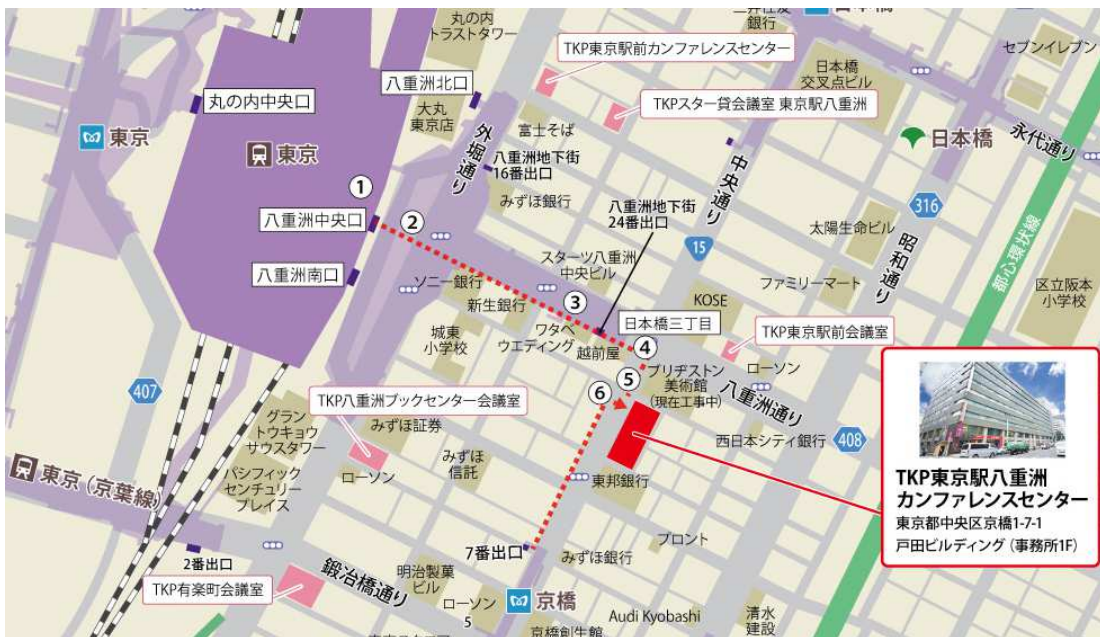 丸の内
トラストタワー
銀行
TKP東京駅前カンファレンスセンター
セブンイレブン
日本橋
交叉点ビル
八重洲北口
丸の内中央口
大丸
東京店
TKPスター貸会議室 東京駅八重洲
東京
東京
外堀通り
富士そば
中央通り
日本橋
永代通り
八重洲地下街
16番出口
みずほ銀行
①
②
八重洲中央口
八重洲地下街
24番出口
316
太陽生命ビル
昭和通り
都心環状線
15
八重洲南口
ソニー銀行
スターツ八重洲
中央ビル
ファミリーマート
区立阪本
小学校
新生銀行
③
KOSE
城東
小学校
ワタベ
ウエディング
日本橋三丁目
TKP東京駅前会議室
越前屋
④
ブリヂストン
美術館
(現在工事中)
ローソン
八重洲通り
⑤
⑥
407
TKP八重洲ブックセンター会議室
グラン
トウキョウ
サウスタワー
みずほ証券
西日本シティ銀行
408
みずほ
信託
ローソン
パシフィック
センチュリー
プレイス
東邦銀行
東京 (京葉線)
TKP東京駅八重洲
カンファレンスセンター
東京都中央区京橋1-7-1
戸田ビルディング (事務所1F)
7番出口
みずほ銀行
プロント
2番出口
鍛冶橋通り
TKP有楽町会議室
明治製菓
ビル
ローソン
5
京橋
Audi Kyobashi
清水
建設
京橋創生館